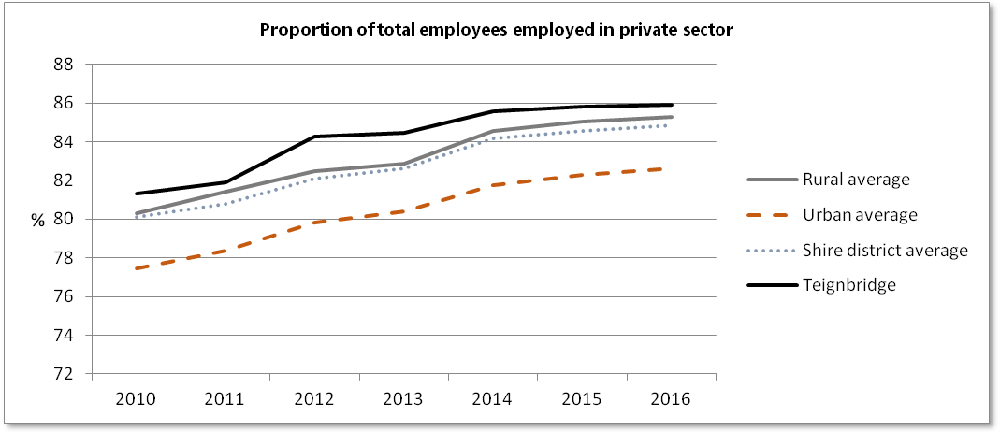 Proportion of total employees employed in private sector
88
86
84
82
80
78
76
74
72
%
2010 2011 2012 2013 2014 2015 2016
Rural average
Urban average
Shire district average
Teignbridge